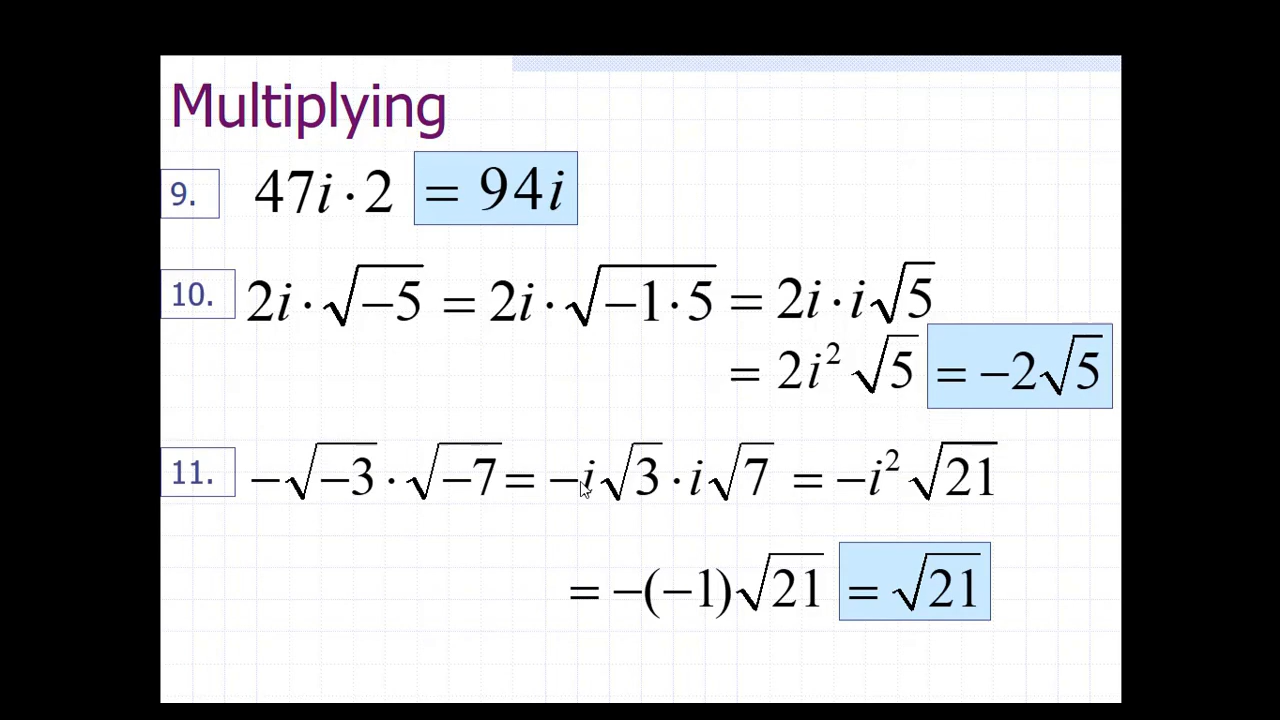 Multiplying
9. 47i · 2 = 94i
10. 2i · √−5 = 2i · √−1 · 5 = 2i · i√5
= 2i² √5 = −2√5
11. −√−3 · √−7 = −i√3 · i√7 = −i² √21
= −(−1)√21 = √21